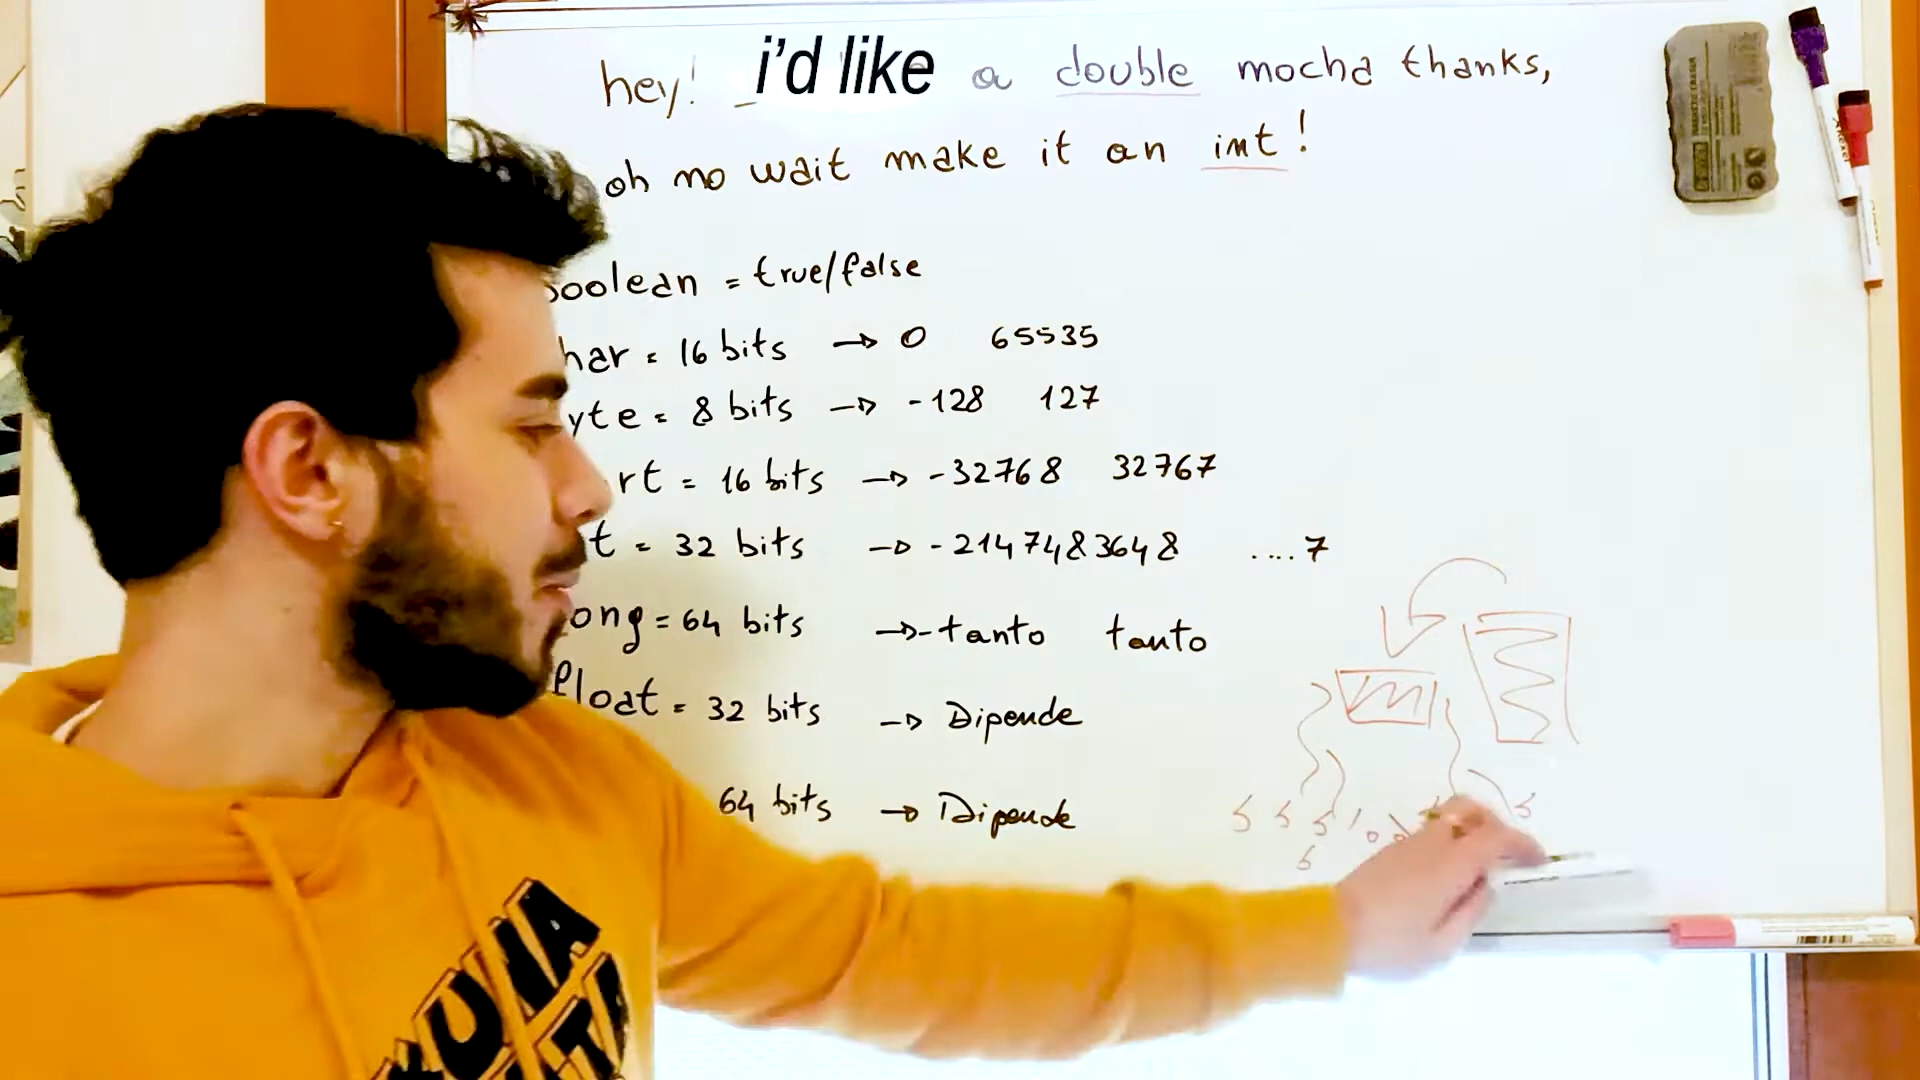 hey! i'd like a double mocha thanks,
oh no wait make it an int!
boolean = true/false
har = 16 bits → 0 65535
yte = 8 bits → -128 127
rt = 16 bits → -32768 32767
t = 32 bits → -2147483648 ....7
ong = 64 bits → -tanto tanto
float = 32 bits → Dipende
64 bits → Dipende